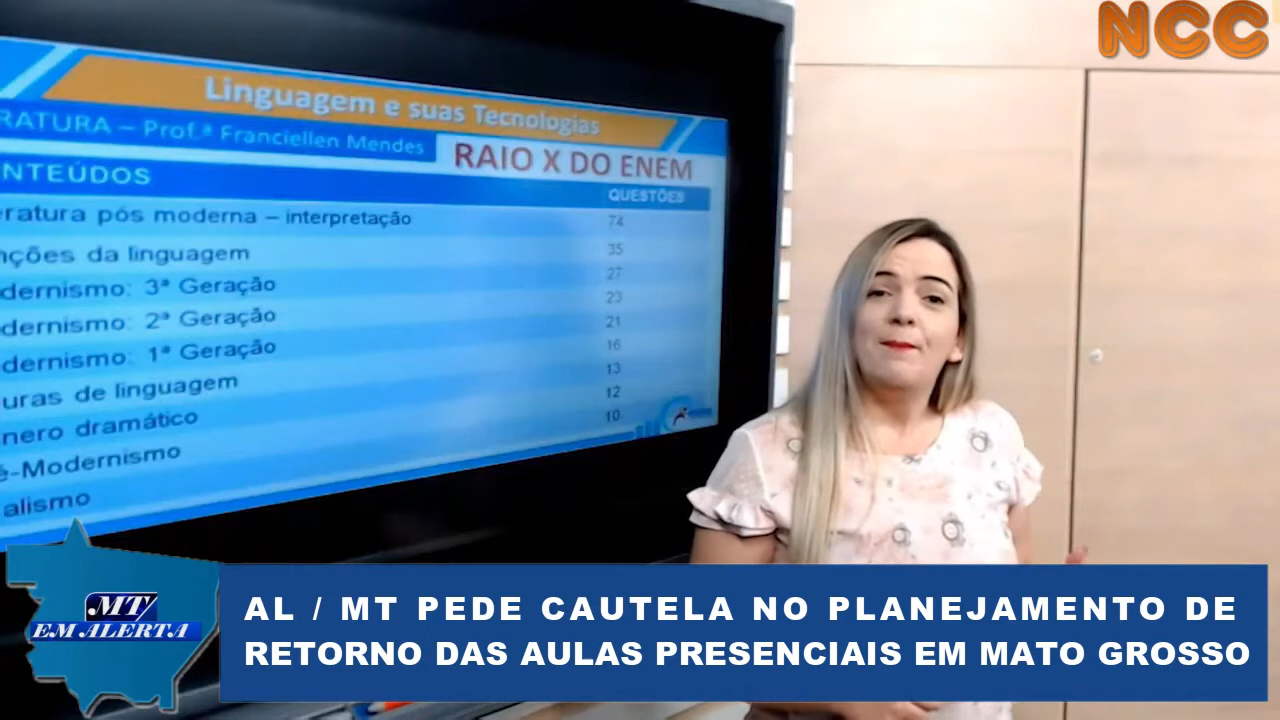 NCC
Linguagem e suas Tecnologias
RATURA – Prof.ª Franciellen Mendes
RAIO X DO ENEM
NTEÚDOS QUESTÕES
eratura pós moderna – interpretação 74
nções da linguagem 35
dernismo: 3ª Geração 27
dernismo: 2ª Geração 23
dernismo: 1ª Geração 21
uras de linguagem 16
nero dramático 13
é-Modernismo 12
alismo 10
MT
EM ALERTA
AL / MT PEDE CAUTELA NO PLANEJAMENTO DE
RETORNO DAS AULAS PRESENCIAIS EM MATO GROSSO